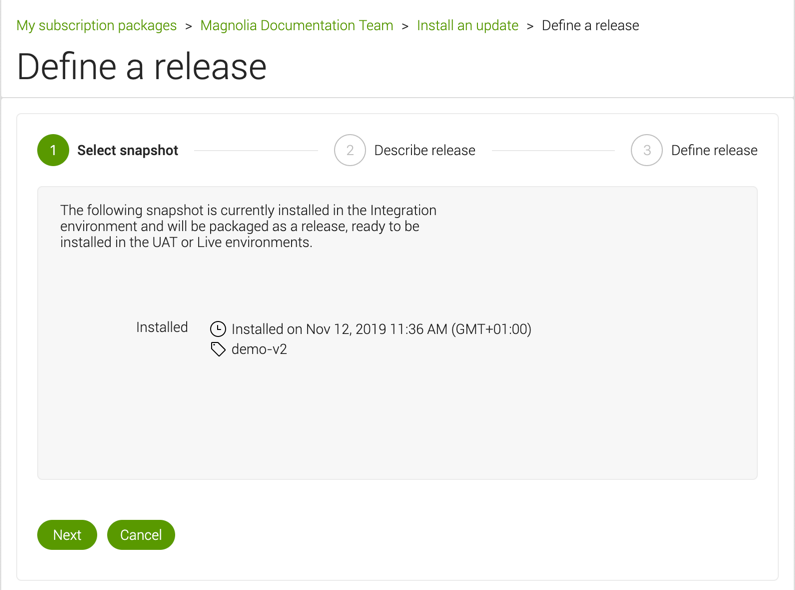 My subscription packages > Magnolia Documentation Team > Install an update > Define a release
Define a release
1 Select snapshot 2 Describe release 3 Define release
The following snapshot is currently installed in the Integration
environment and will be packaged as a release, ready to be
installed in the UAT or Live environments.
Installed Installed on Nov 12, 2019 11:36 AM (GMT+01:00)
demo-v2
Next Cancel